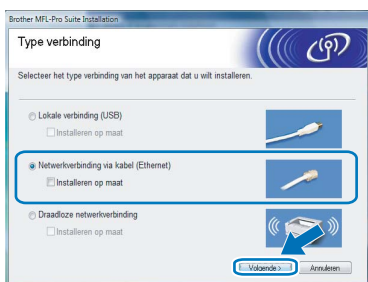 Brother MFL-Pro Suite Installation
Type verbinding
Selecteer het type verbinding van het apparaat dat u wilt installeren.
Lokale verbinding (USB)
Installeren op maat
Netwerkverbinding via kabel (Ethernet)
Installeren op maat
Draadloze netwerkverbinding
Installeren op maat
Volgende >
Annuleren